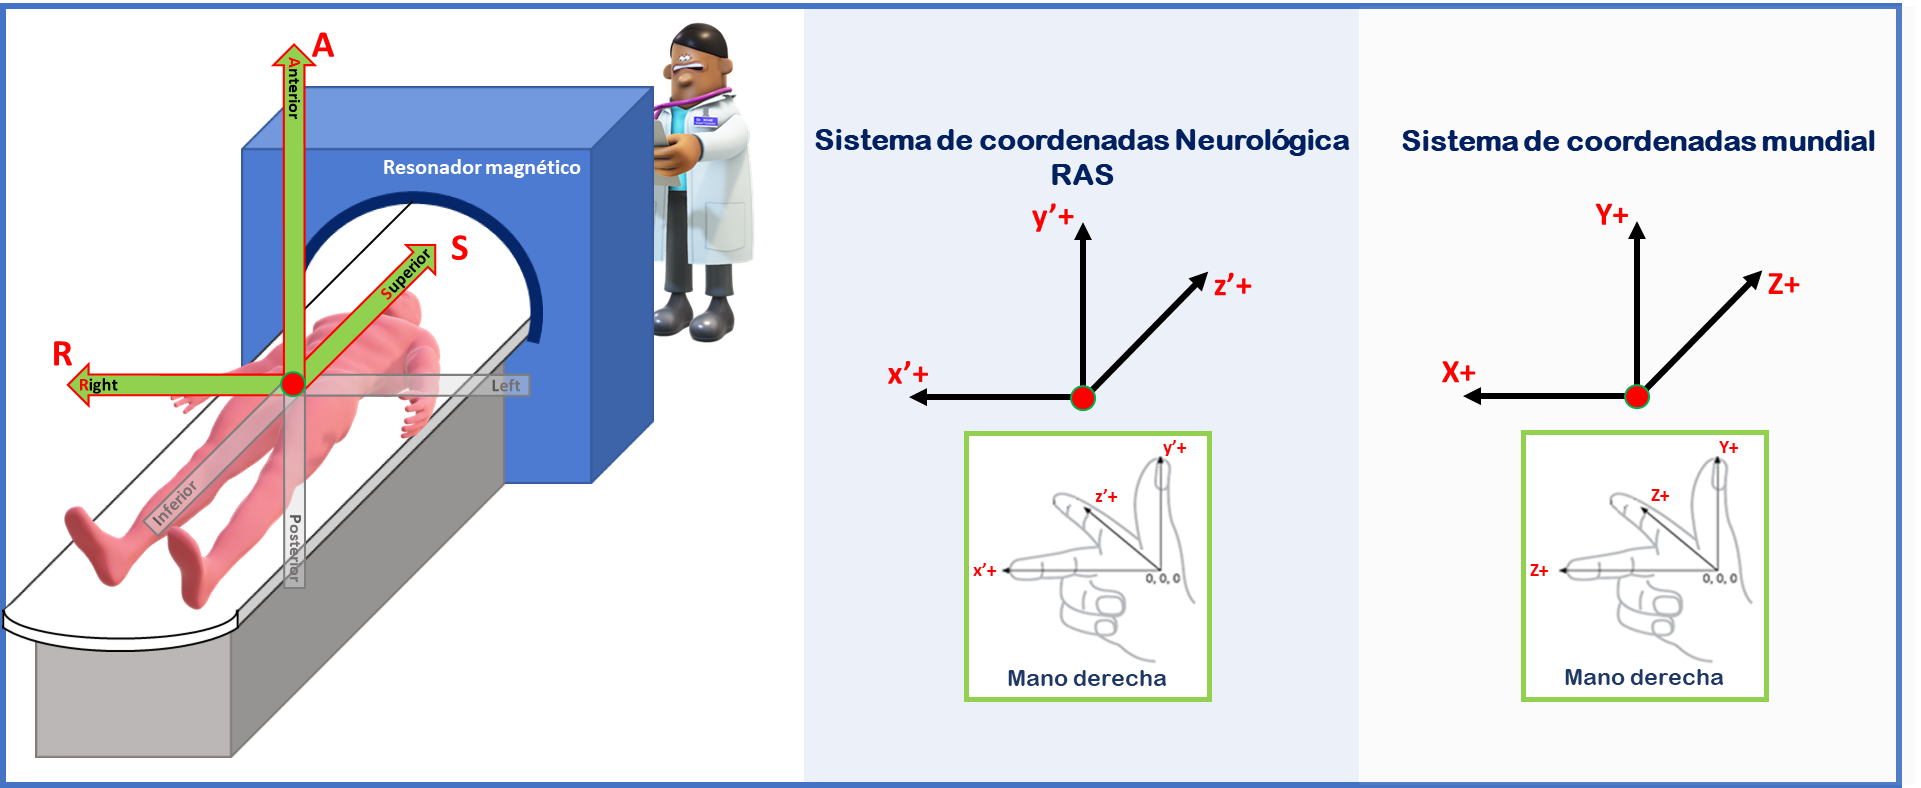 A
Anterior
Resonador magnético
S
Superior
R
Right
Left
Inferior
Posterior
Sistema de coordenadas Neurológica
RAS
y’+
z’+
x’+
y’+
z’+
x’+
0, 0, 0
Mano derecha
Sistema de coordenadas mundial
Y+
Z+
X+
Y+
Z+
Z+
0, 0, 0
Mano derecha